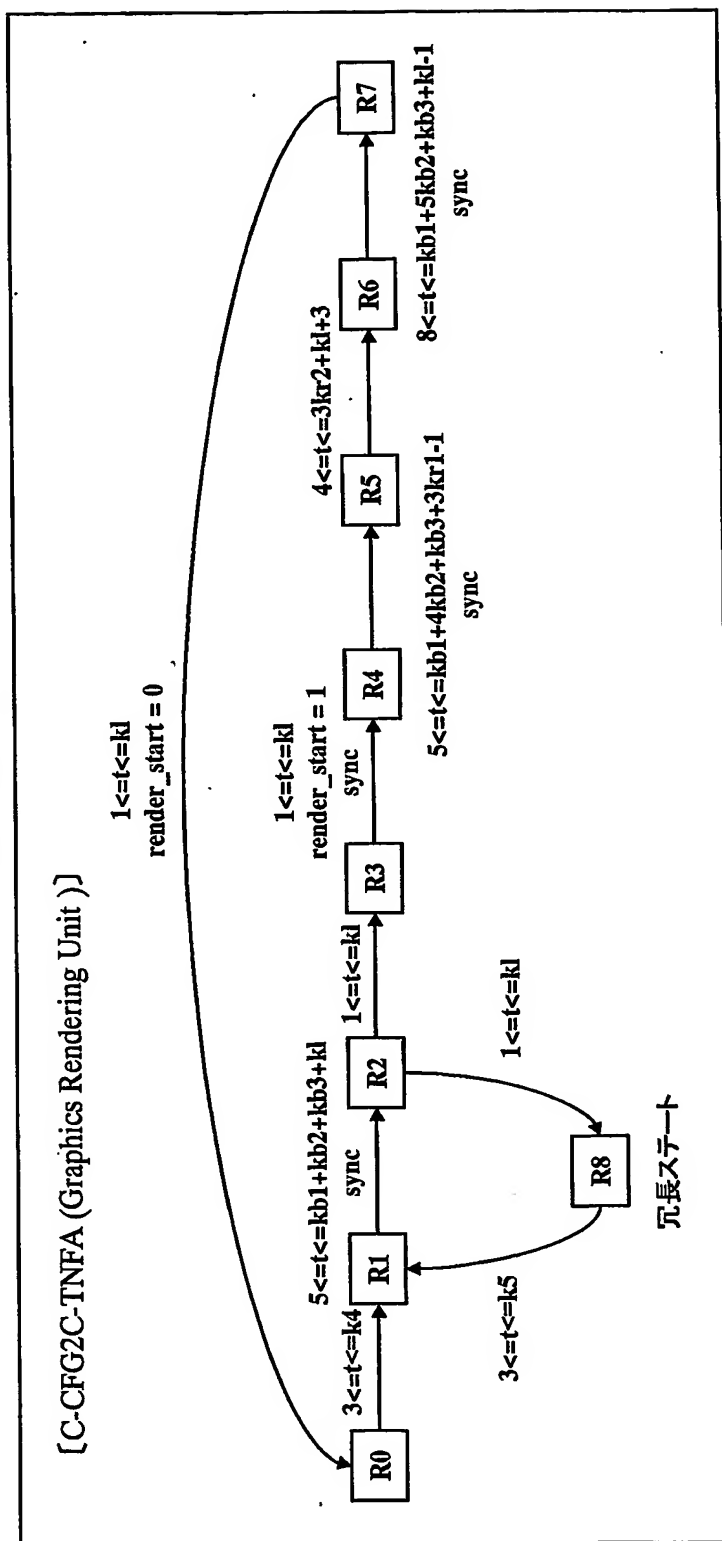 [C-CFG2C-TNFA (Graphics Rendering Unit )]
1<=t<=kl
render_start = 0
R0
3<=t<=k4
R1
5<=t<=kb1+kb2+kb3+kl
sync
R2
1<=t<=kl
R3
1<=t<=kl
render_start = 1
sync
R4
5<=t<=kb1+4kb2+kb3+3kr1-1
sync
R5
4<=t<=3kr2+kl+3
R6
8<=t<=kb1+5kb2+kb3+kl-1
sync
R7
3<=t<=k5
R8
1<=t<=kl
冗長ステート